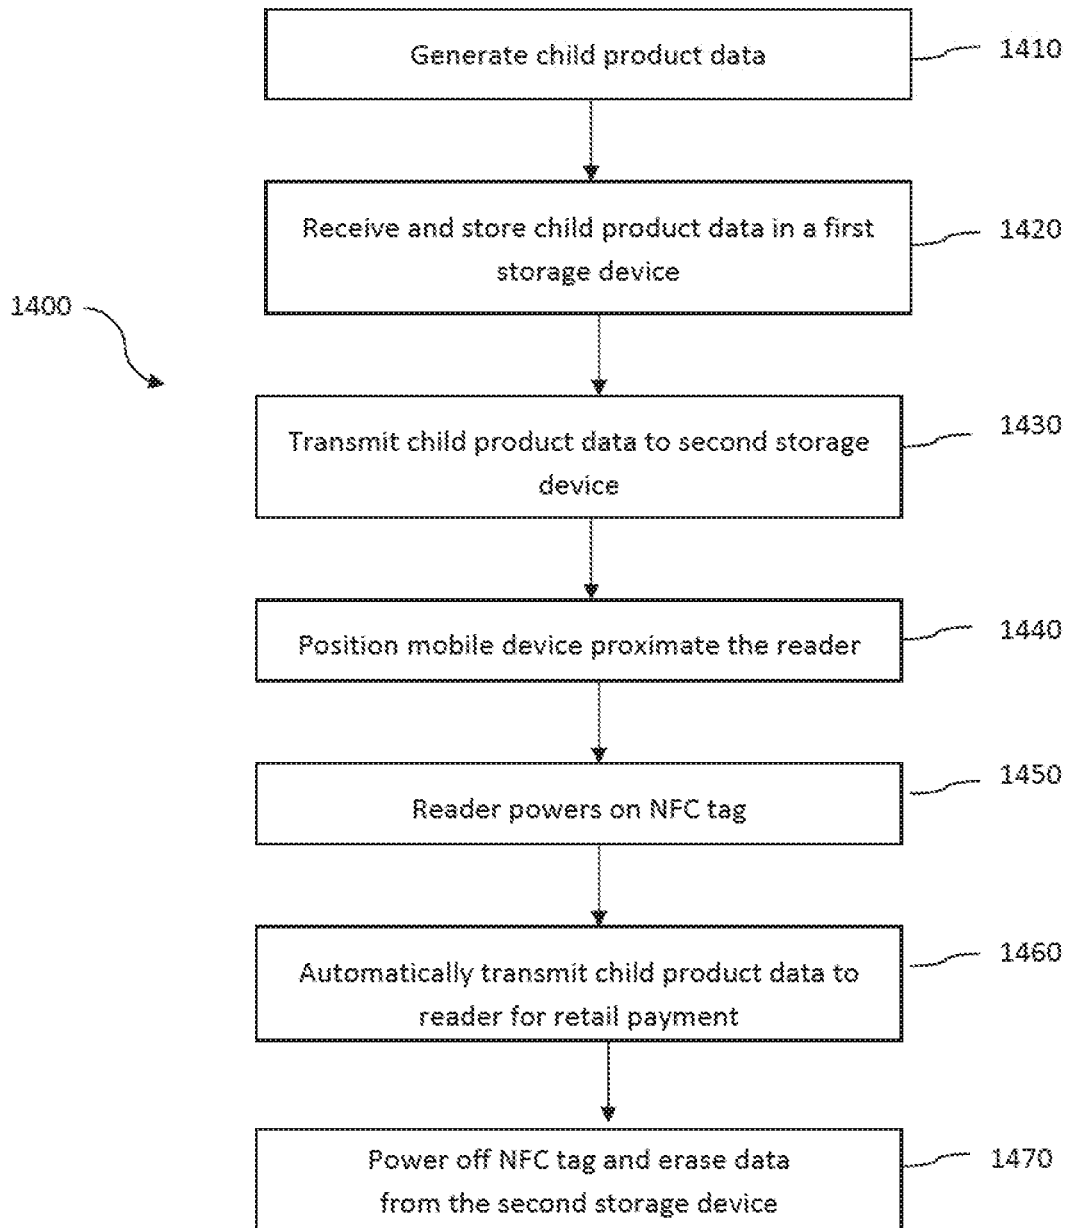 Generate child product data
1410
Receive and store child product data in a first
storage device
1420
1400
Transmit child product data to second storage
device
1430
Position mobile device proximate the reader
1440
Reader powers on NFC tag
1450
Automatically transmit child product data to
reader for retail payment
1460
Power off NFC tag and erase data
from the second storage device
1470